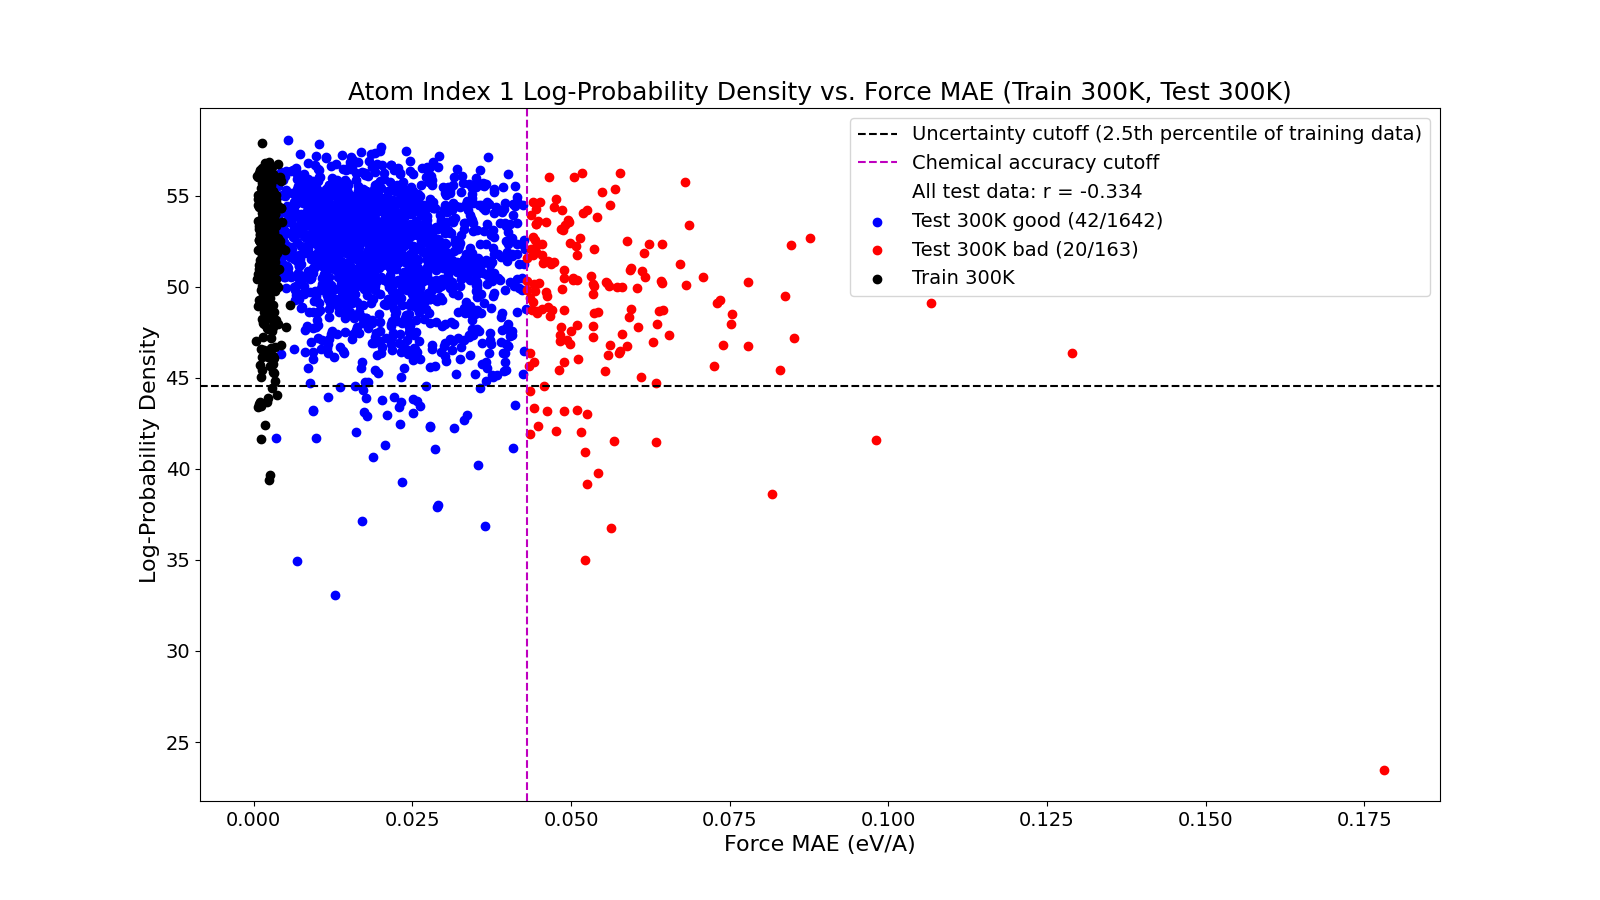 Atom Index 1 Log-Probability Density vs. Force MAE (Train 300K, Test 300K)
Uncertainty cutoff (2.5th percentile of training data)
Chemical accuracy cutoff
All test data: r = -0.334
Test 300K good (42/1642)
Test 300K bad (20/163)
Train 300K
Log-Probability Density
55
50
45
40
35
30
25
0.000 0.025 0.050 0.075 0.100 0.125 0.150 0.175
Force MAE (eV/A)